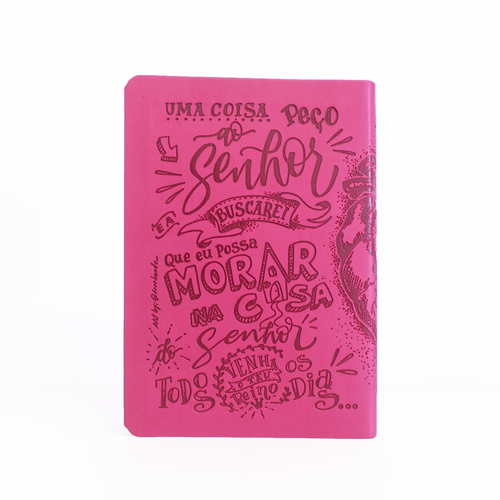 UMA COISA PEÇO
ao
Senhor
E A
BUSCAREI
Que eu possa
MORAR
NA CASA
do Senhor
TODOS OS DIAS...
VENHA
O TEU
Reino